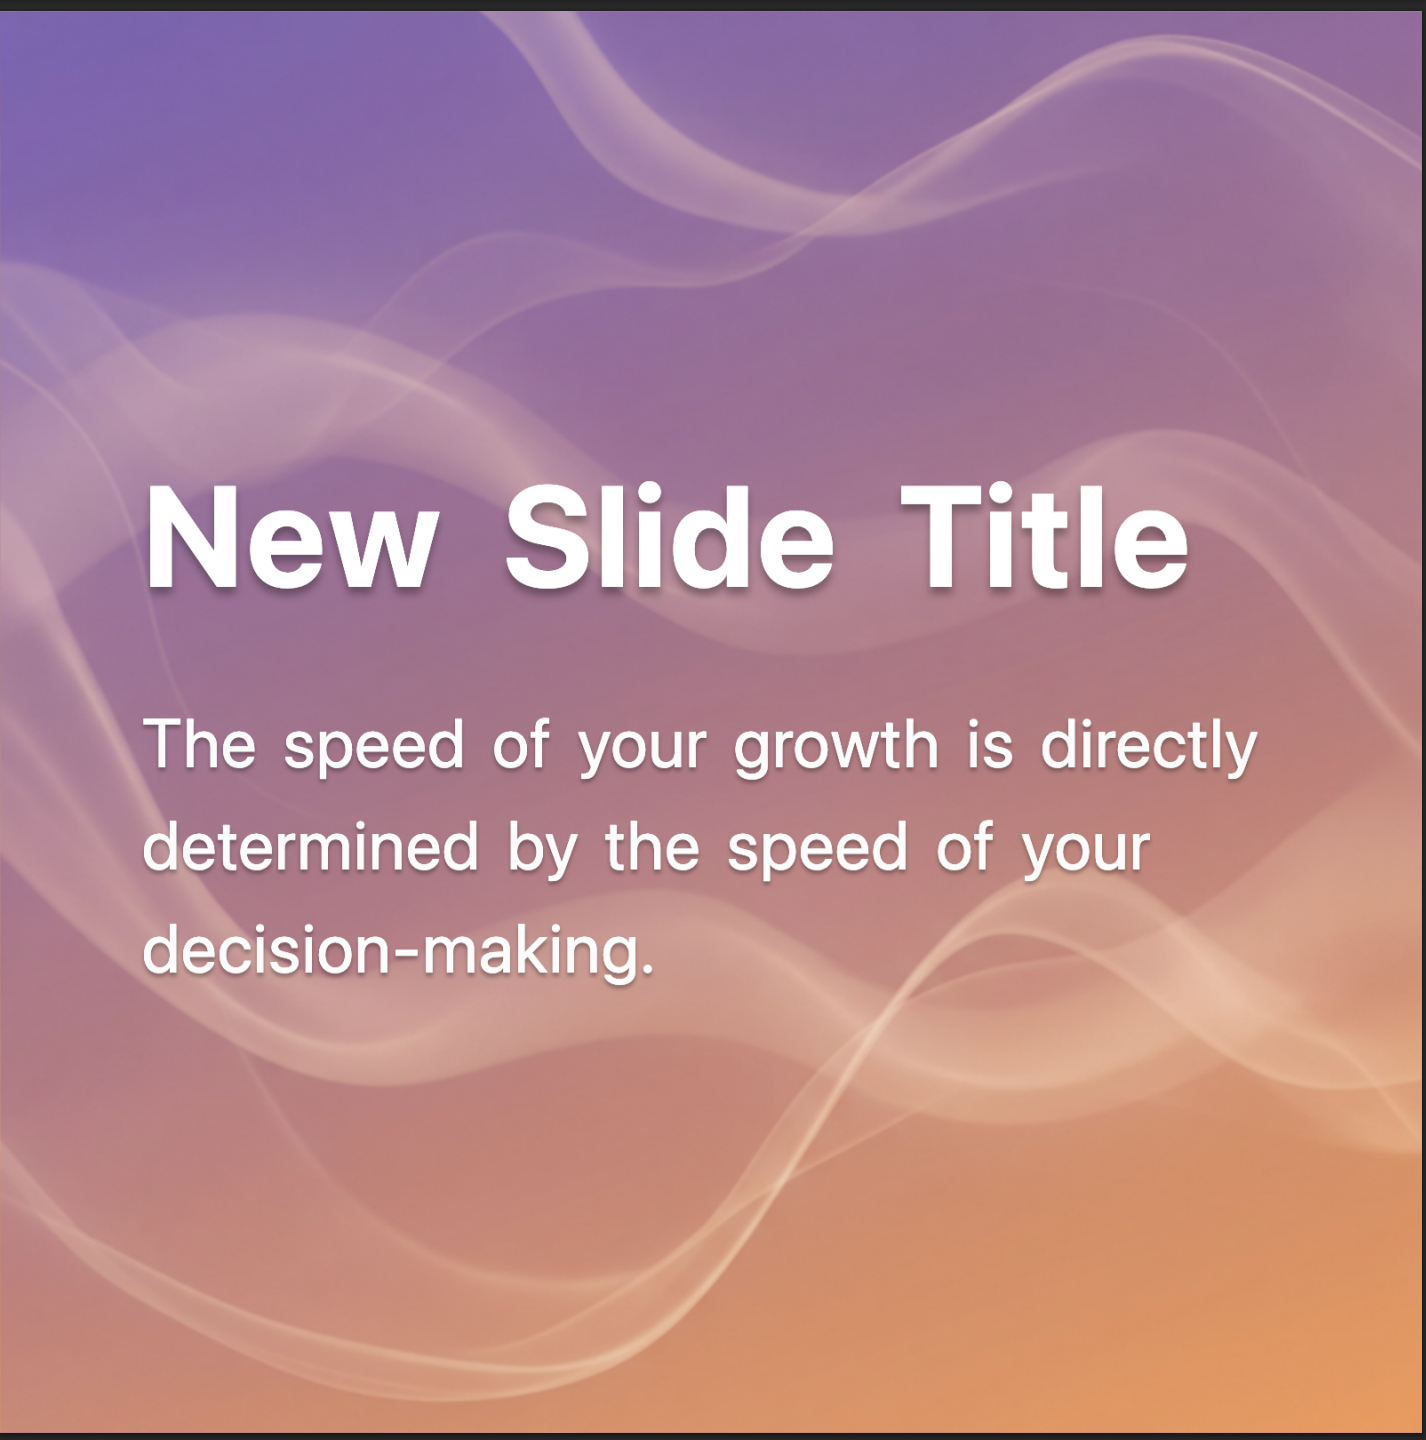 New Slide Title
The speed of your growth is directly
determined by the speed of your
decision-making.